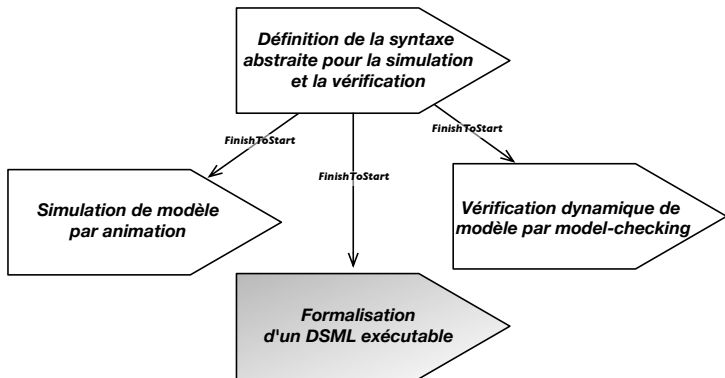 Définition de la syntaxe
abstraite pour la simulation
et la vérification
FinishToStart
FinishToStart
FinishToStart
Simulation de modèle
par animation
Vérification dynamique de
modèle par model-checking
Formalisation
d'un DSML exécutable